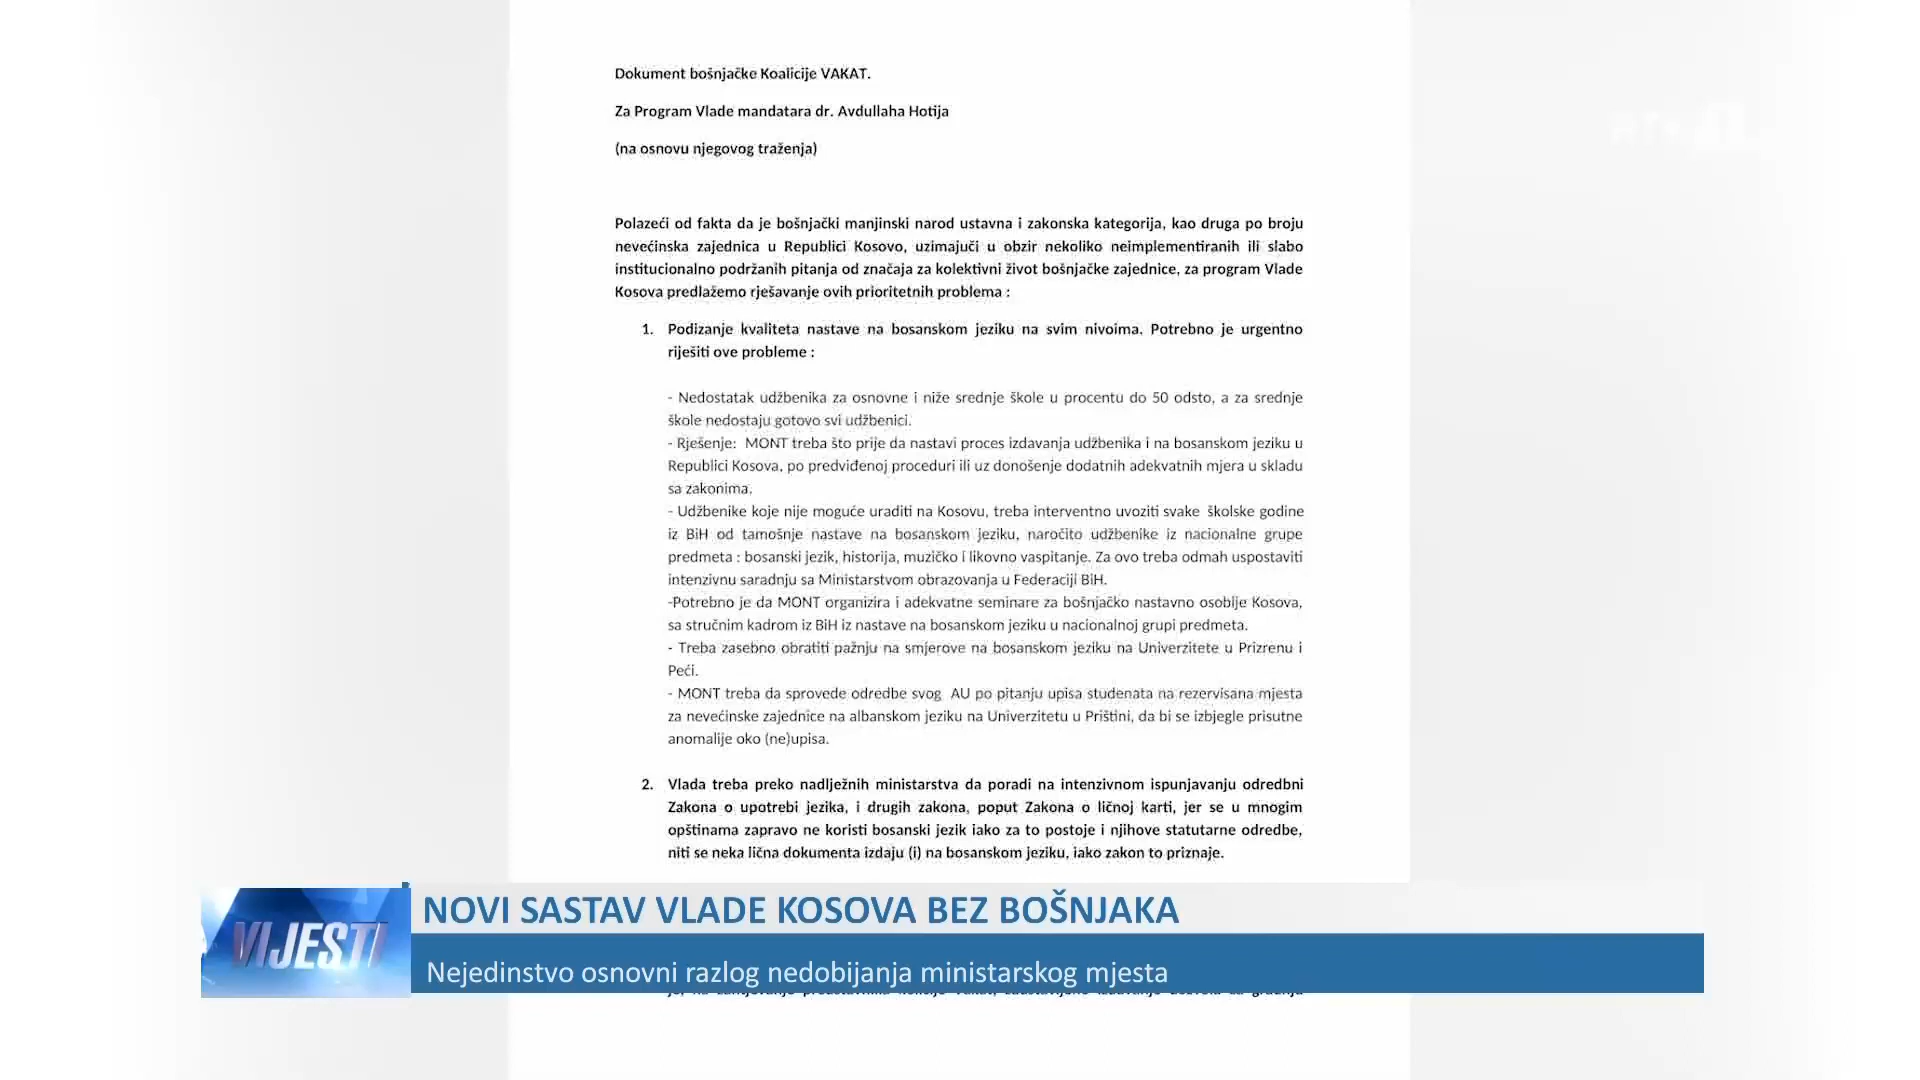 Dokument bošnjačke Koalicije VAKAT.
Za Program Vlade mandatara dr. Avdullaha Hotija
(na osnovu njegovog traženja)
Polazeći od fakta da je bošnjački manjinski narod ustavna i zakonska kategorija, kao druga po broju
nevećinska zajednica u Republici Kosovo, uzimajuči u obzir nekoliko neimplementiranih ili slabo
institucionalno podržanih pitanja od značaja za kolektivni život bošnjačke zajednice, za program Vlade
Kosova predlažemo rješavanje ovih prioritetnih problema :
1. Podizanje kvaliteta nastave na bosanskom jeziku na svim nivoima. Potrebno je urgentno
riješiti ove probleme :
- Nedostatak udžbenika za osnovne i niže srednje škole u procentu do 50 odsto, a za srednje
škole nedostaju gotovo svi udžbenici.
- Rješenje: MONT treba što prije da nastavi proces izdavanja udžbenika i na bosanskom jeziku u
Republici Kosova, po predviđenoj proceduri ili uz donošenje dodatnih adekvatnih mjera u skladu
sa zakonima.
- Udžbenike koje nije moguće uraditi na Kosovu, treba interventno uvoziti svake školske godine
iz BiH od tamošnje nastave na bosanskom jeziku, naročito udžbenike iz nacionalne grupe
predmeta : bosanski jezik, historija, muzičko i likovno vaspitanje. Za ovo treba odmah uspostaviti
intenzivnu saradnju sa Ministarstvom obrazovanja u Federaciji BiH.
-Potrebno je da MONT organizira i adekvatne seminare za bošnjačko nastavno osoblje Kosova,
sa stručnim kadrom iz BiH iz nastave na bosanskom jeziku u nacionalnoj grupi predmeta.
- Treba zasebno obratiti pažnju na smjerove na bosanskom jeziku na Univerzitete u Prizrenu i
Peći.
- MONT treba da sprovede odredbe svog AU po pitanju upisa studenata na rezervisana mjesta
za nevećinske zajednice na albanskom jeziku na Univerzitetu u Prištini, da bi se izbjegle prisutne
anomalije oko (ne)upisa.
2. Vlada treba preko nadlježnih ministarstva da poradi na intenzivnom ispunjavanju odredbni
Zakona o upotrebi jezika, i drugih zakona, poput Zakona o ličnoj karti, jer se u mnogim
opštinama zapravo ne koristi bosanski jezik iako za to postoje i njihove statutarne odredbe,
niti se neka lična dokumenta izdaju (i) na bosanskom jeziku, iako zakon to priznaje.
NOVI SASTAV VLADE KOSOVA BEZ BOŠNJAKA
VIJESTI
Nejedinstvo osnovni razlog nedobijanja ministarskog mjesta